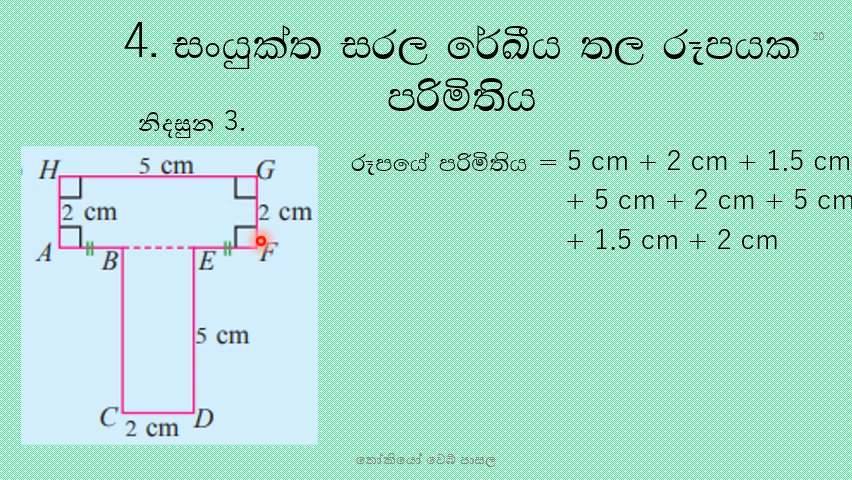 4. සංයුක්ත සරල රේඛීය තල රූපයක
20
පරිමිතිය
නිදසුන 3.
රූපයේ පරිමිතිය = 5 cm + 2 cm + 1.5 cm
+ 5 cm + 2 cm + 5 cm
+ 1.5 cm + 2 cm
H 5 cm G
2 cm 2 cm
A B E F
5 cm
C 2 cm D
තෝකියෝ වෙබ් පාසල